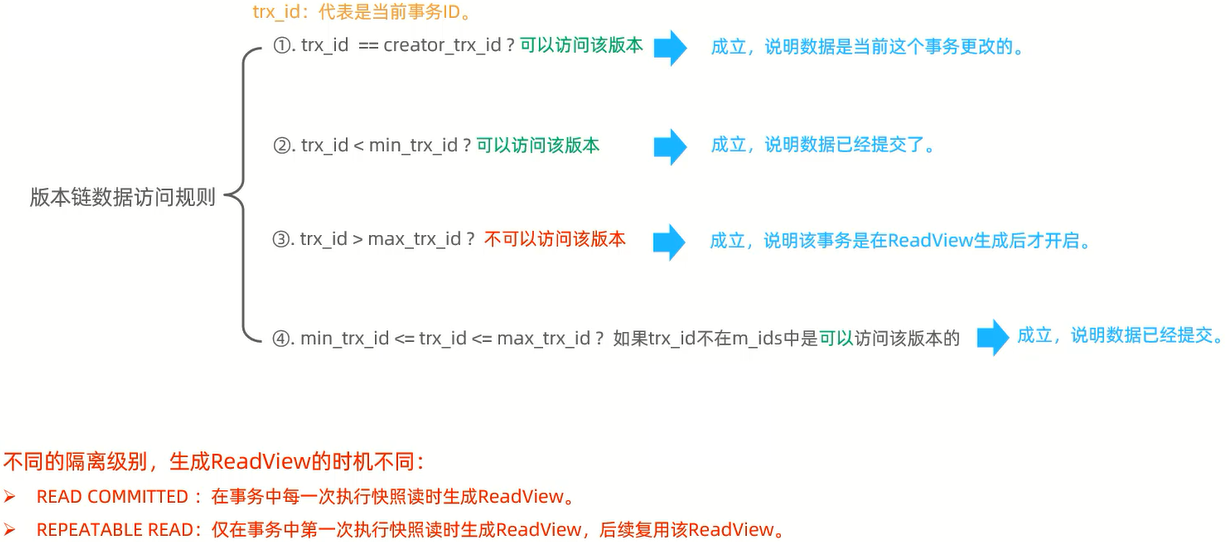 trx_id：代表是当前事务ID。
①. trx_id == creator_trx_id ? 可以访问该版本 成立，说明数据是当前这个事务更改的。
②. trx_id < min_trx_id ? 可以访问该版本 成立，说明数据已经提交了。
版本链数据访问规则
③. trx_id > max_trx_id ? 不可以访问该版本 成立，说明该事务是在ReadView生成后才开启。
④. min_trx_id <= trx_id <= max_trx_id ? 如果trx_id不在m_ids中是可以访问该版本的 成立，说明数据已经提交。
不同的隔离级别，生成ReadView的时机不同：
➢ READ COMMITTED ：在事务中每一次执行快照读时生成ReadView。
➢ REPEATABLE READ：仅在事务中第一次执行快照读时生成ReadView，后续复用该ReadView。